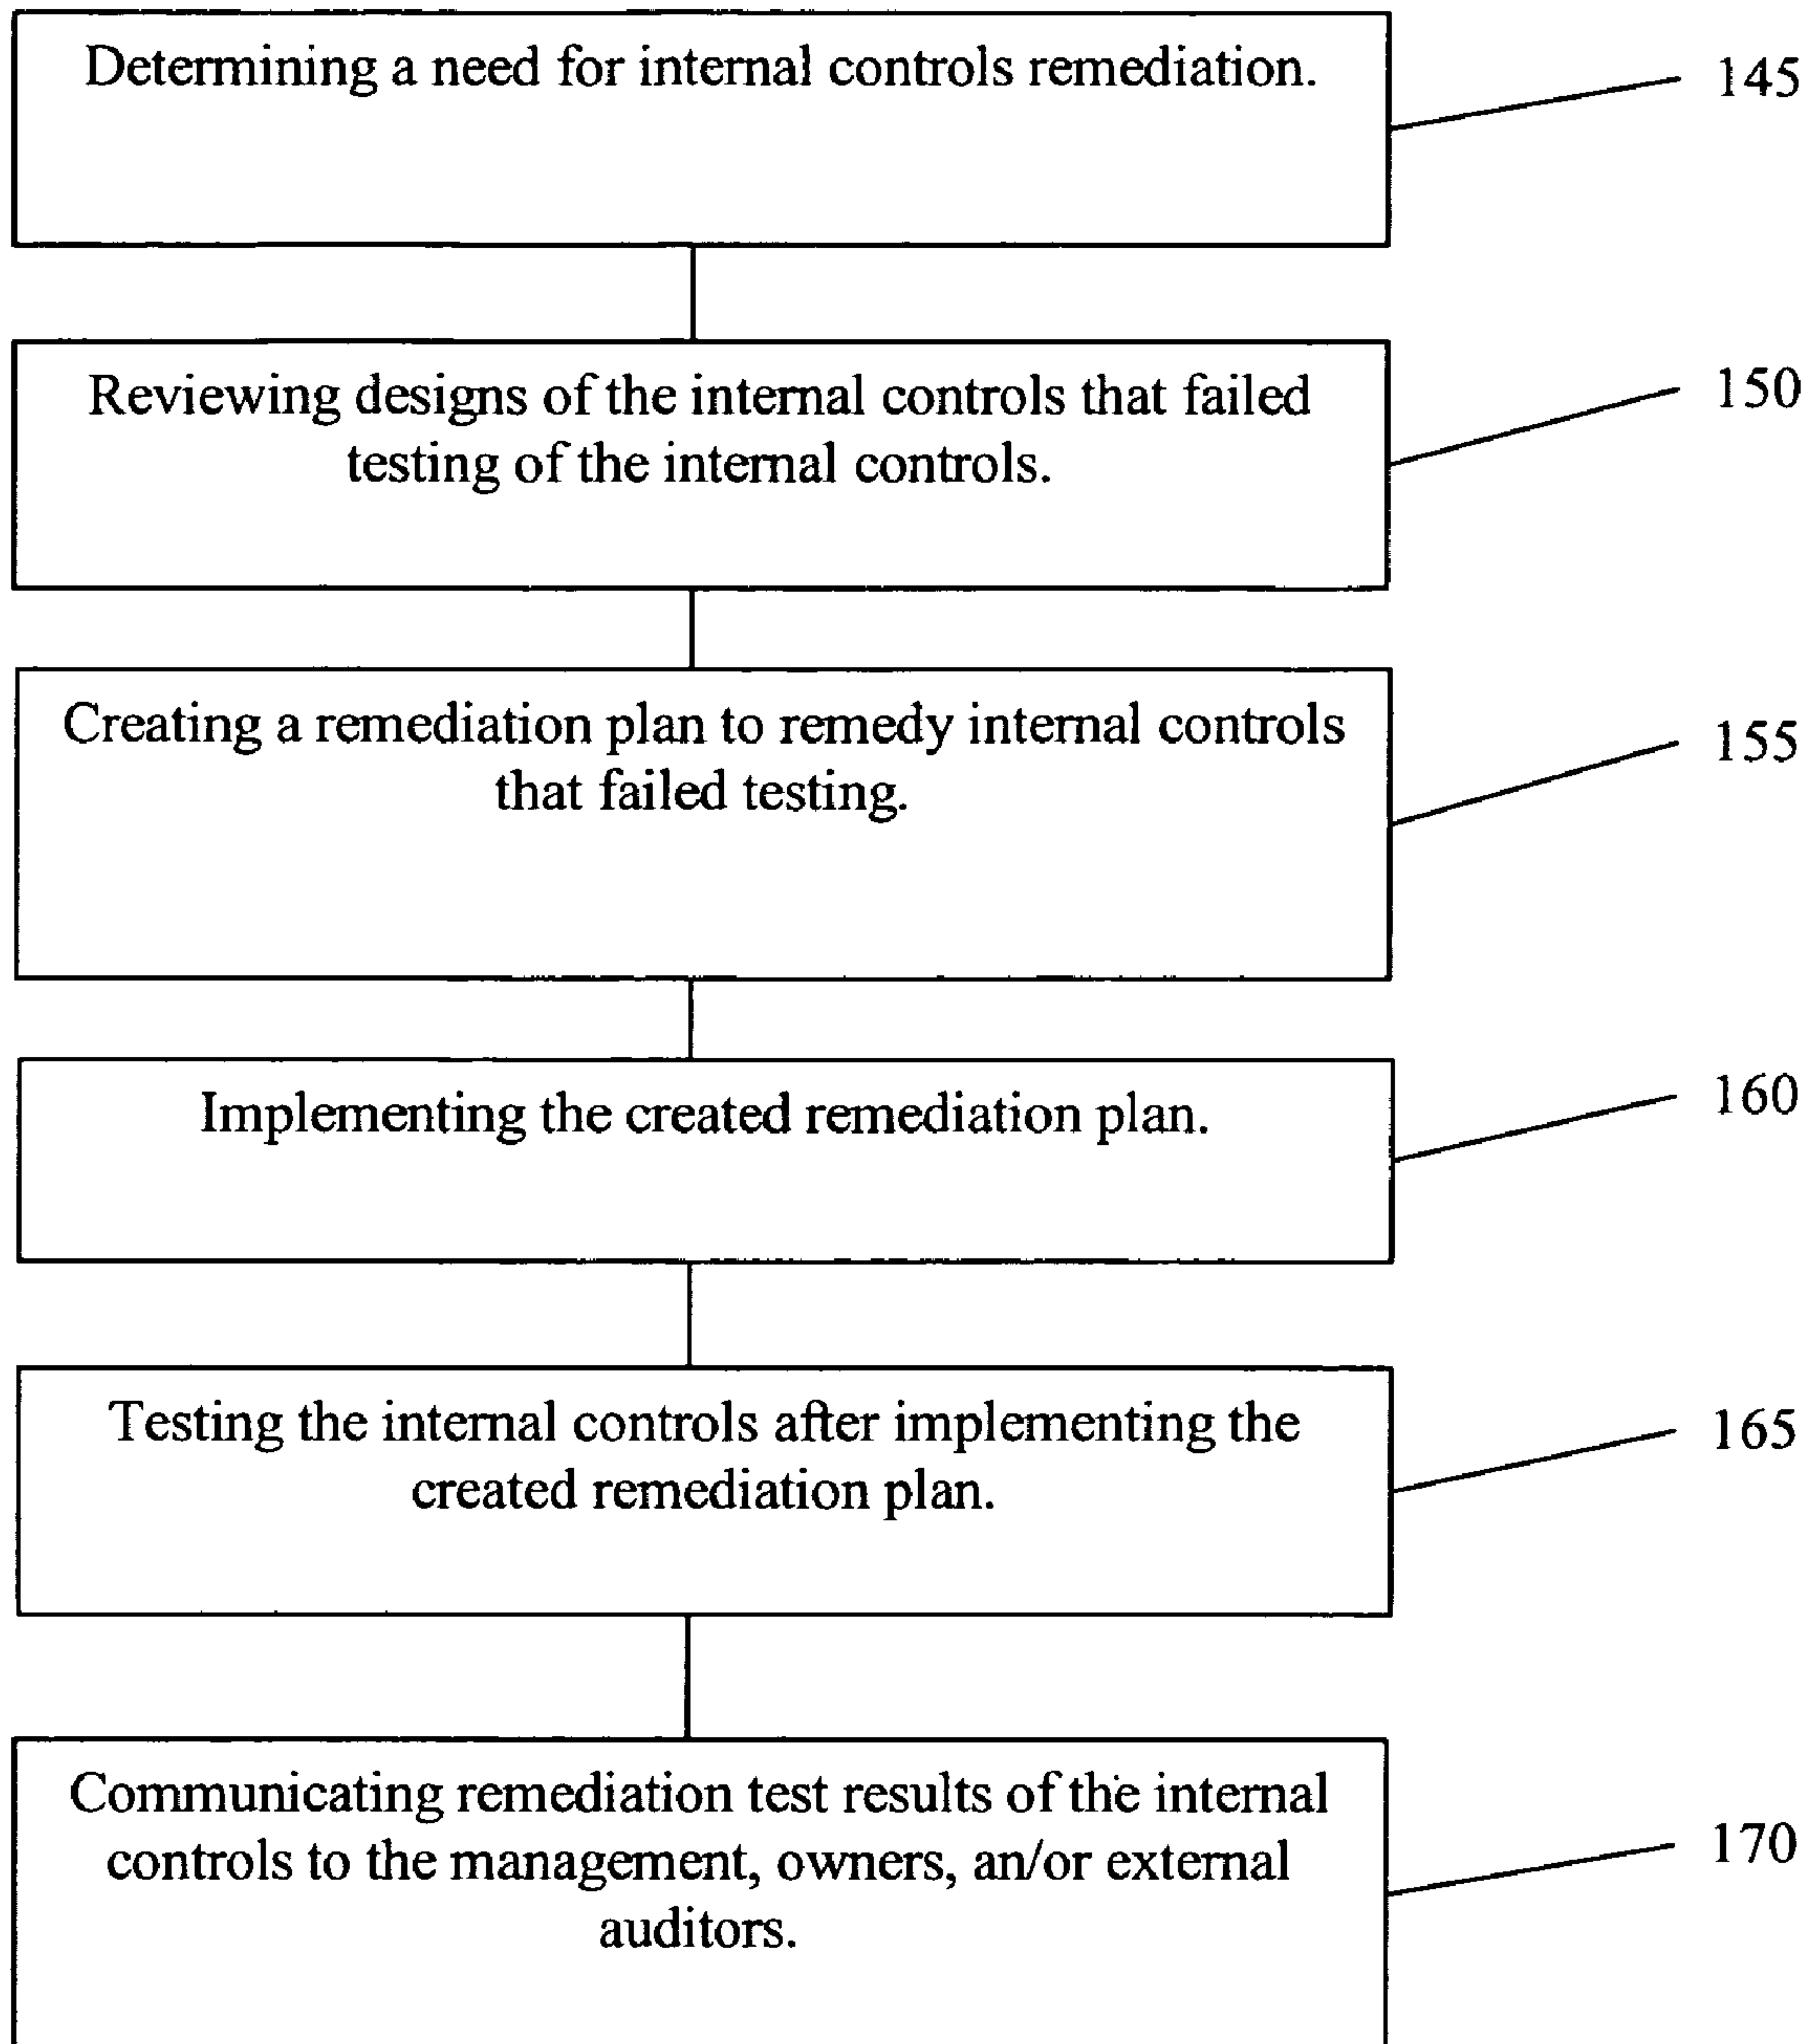 Determining a need for internal controls remediation.
145
Reviewing designs of the internal controls that failed
testing of the internal controls.
150
Creating a remediation plan to remedy internal controls
that failed testing.
155
Implementing the created remediation plan.
160
Testing the internal controls after implementing the
created remediation plan.
165
Communicating remediation test results of the internal
controls to the management, owners, an/or external
auditors.
170